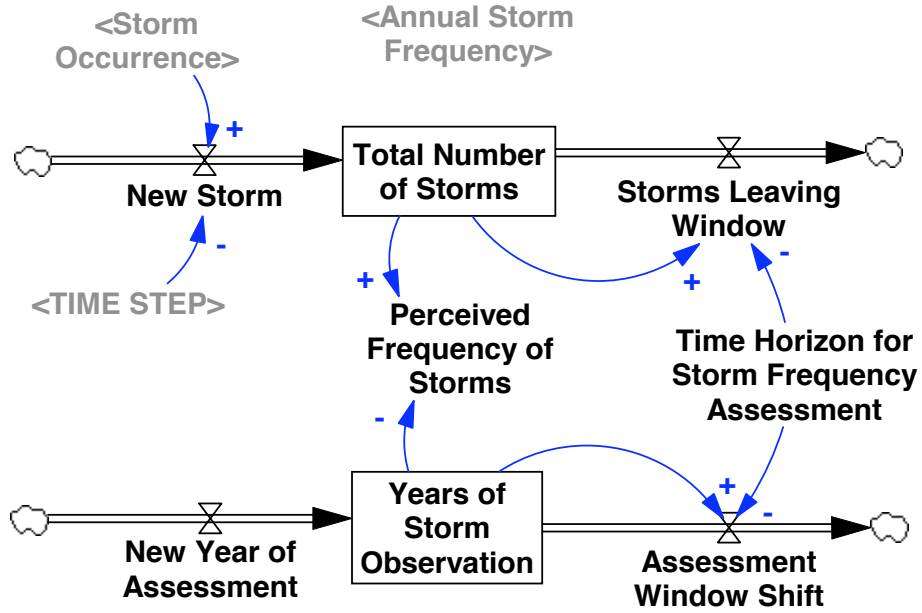 <Storm
Occurrence>
<Annual Storm
Frequency>
+
Total Number
of Storms
New Storm
Storms Leaving
Window
-
<TIME STEP>
+
+
-
Perceived
Frequency of
Storms
Time Horizon for
Storm Frequency
Assessment
-
+
-
Years of
Storm
Observation
New Year of
Assessment
Assessment
Window Shift